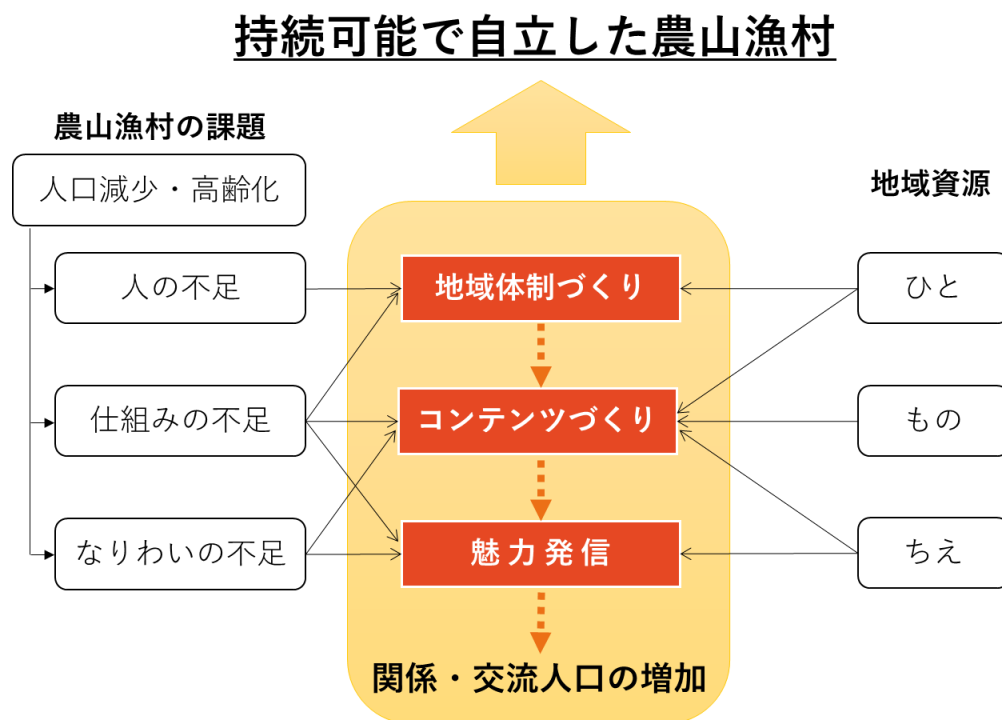 持続可能で自立した農山漁村
農山漁村の課題
人口減少・高齢化
人の不足
仕組みの不足
なりわいの不足
地域体制づくり
コンテンツづくり
魅力発信
関係・交流人口の増加
地域資源
ひと
もの
ちえ